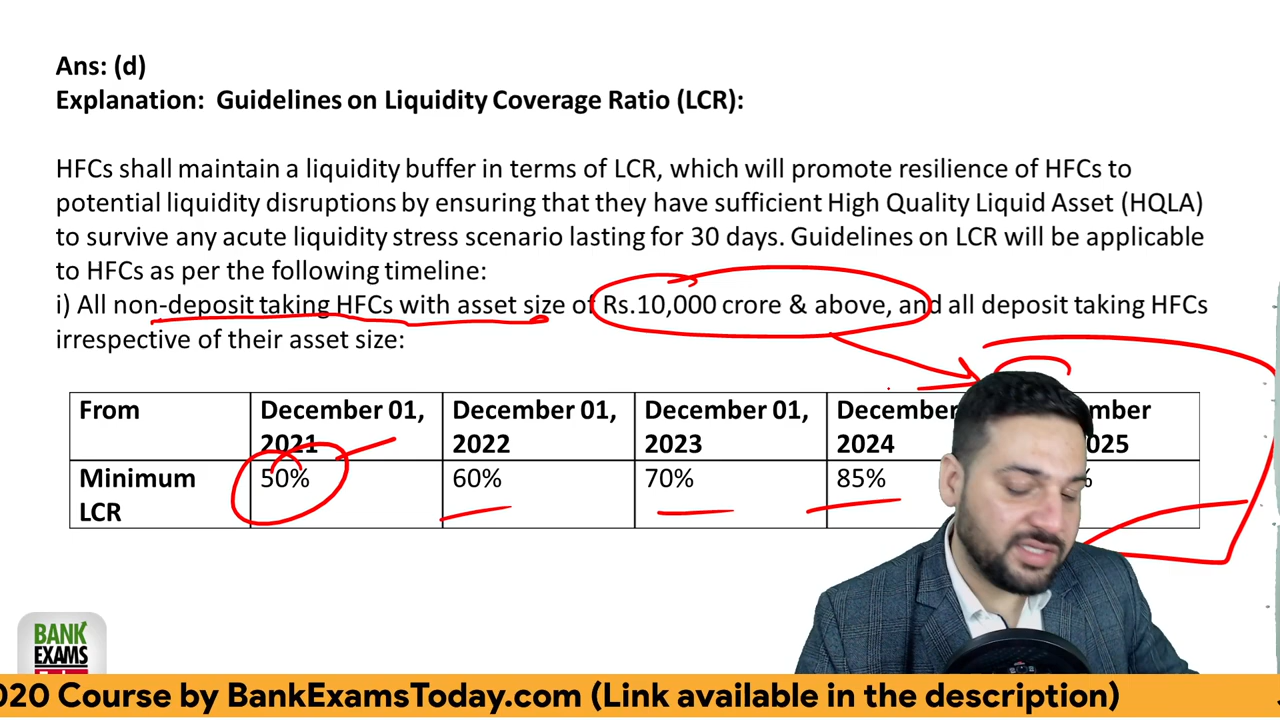 Ans: (d)
Explanation: Guidelines on Liquidity Coverage Ratio (LCR):
HFCs shall maintain a liquidity buffer in terms of LCR, which will promote resilience of HFCs to
potential liquidity disruptions by ensuring that they have sufficient High Quality Liquid Asset (HQLA)
to survive any acute liquidity stress scenario lasting for 30 days. Guidelines on LCR will be applicable
to HFCs as per the following timeline:
i) All non-deposit taking HFCs with asset size of Rs.10,000 crore & above, and all deposit taking HFCs
irrespective of their asset size:
From December 01, December 01, December 01, December mber
2021 2022 2023 2024 025
Minimum 50% 60% 70% 85% %
LCR
BANK
EXAMS
020 Course by BankExamsToday.com (Link available in the description)